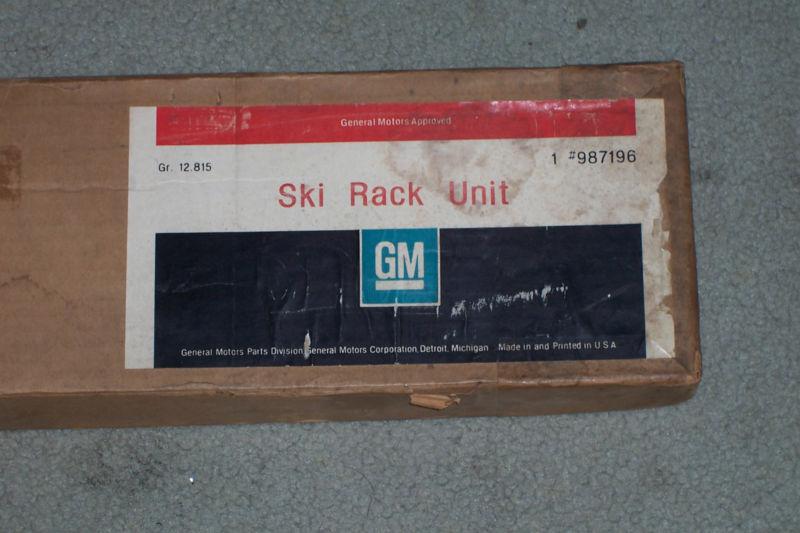 General Motors Approved
Gr. 12.815
1 #987196
Ski Rack Unit
GM
General Motors Parts Division, General Motors Corporation, Detroit, Michigan Made in and Printed in U S A